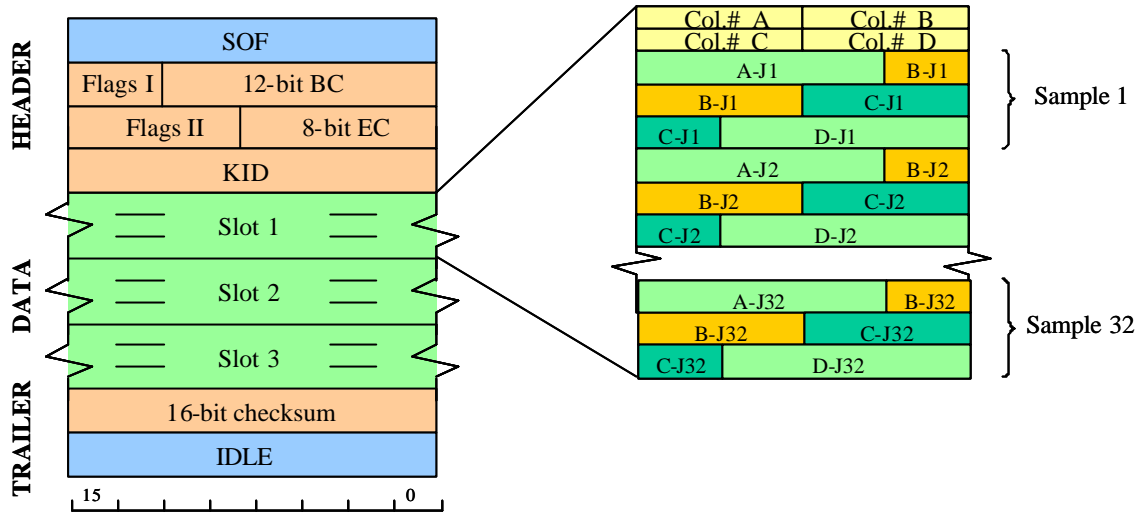 HEADER
SOF
Flags I 12-bit BC
Flags II 8-bit EC
KID
DATA
Slot 1
Slot 2
Slot 3
TRAILER
16-bit checksum
IDLE
15 0
Col.# A Col.# B
Col.# C Col.# D
A-J1 B-J1
B-J1 C-J1
C-J1 D-J1
Sample 1
A-J2 B-J2
B-J2 C-J2
C-J2 D-J2
A-J32 B-J32
B-J32 C-J32
C-J32 D-J32
Sample 32